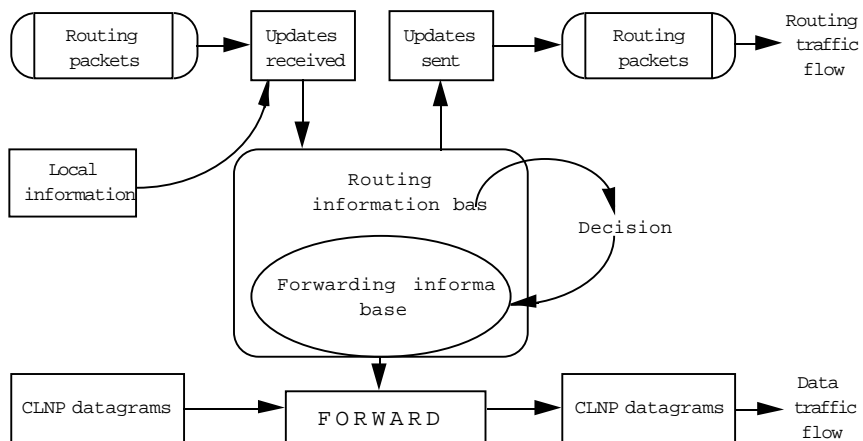 Routing
packets
Updates
received
Updates
sent
Routing
packets
Routing
traffic
flow
Local
information
Routing
information bas
Decision
Forwarding informa
base
CLNP datagrams
FORWARD
CLNP datagrams
Data
traffic
flow